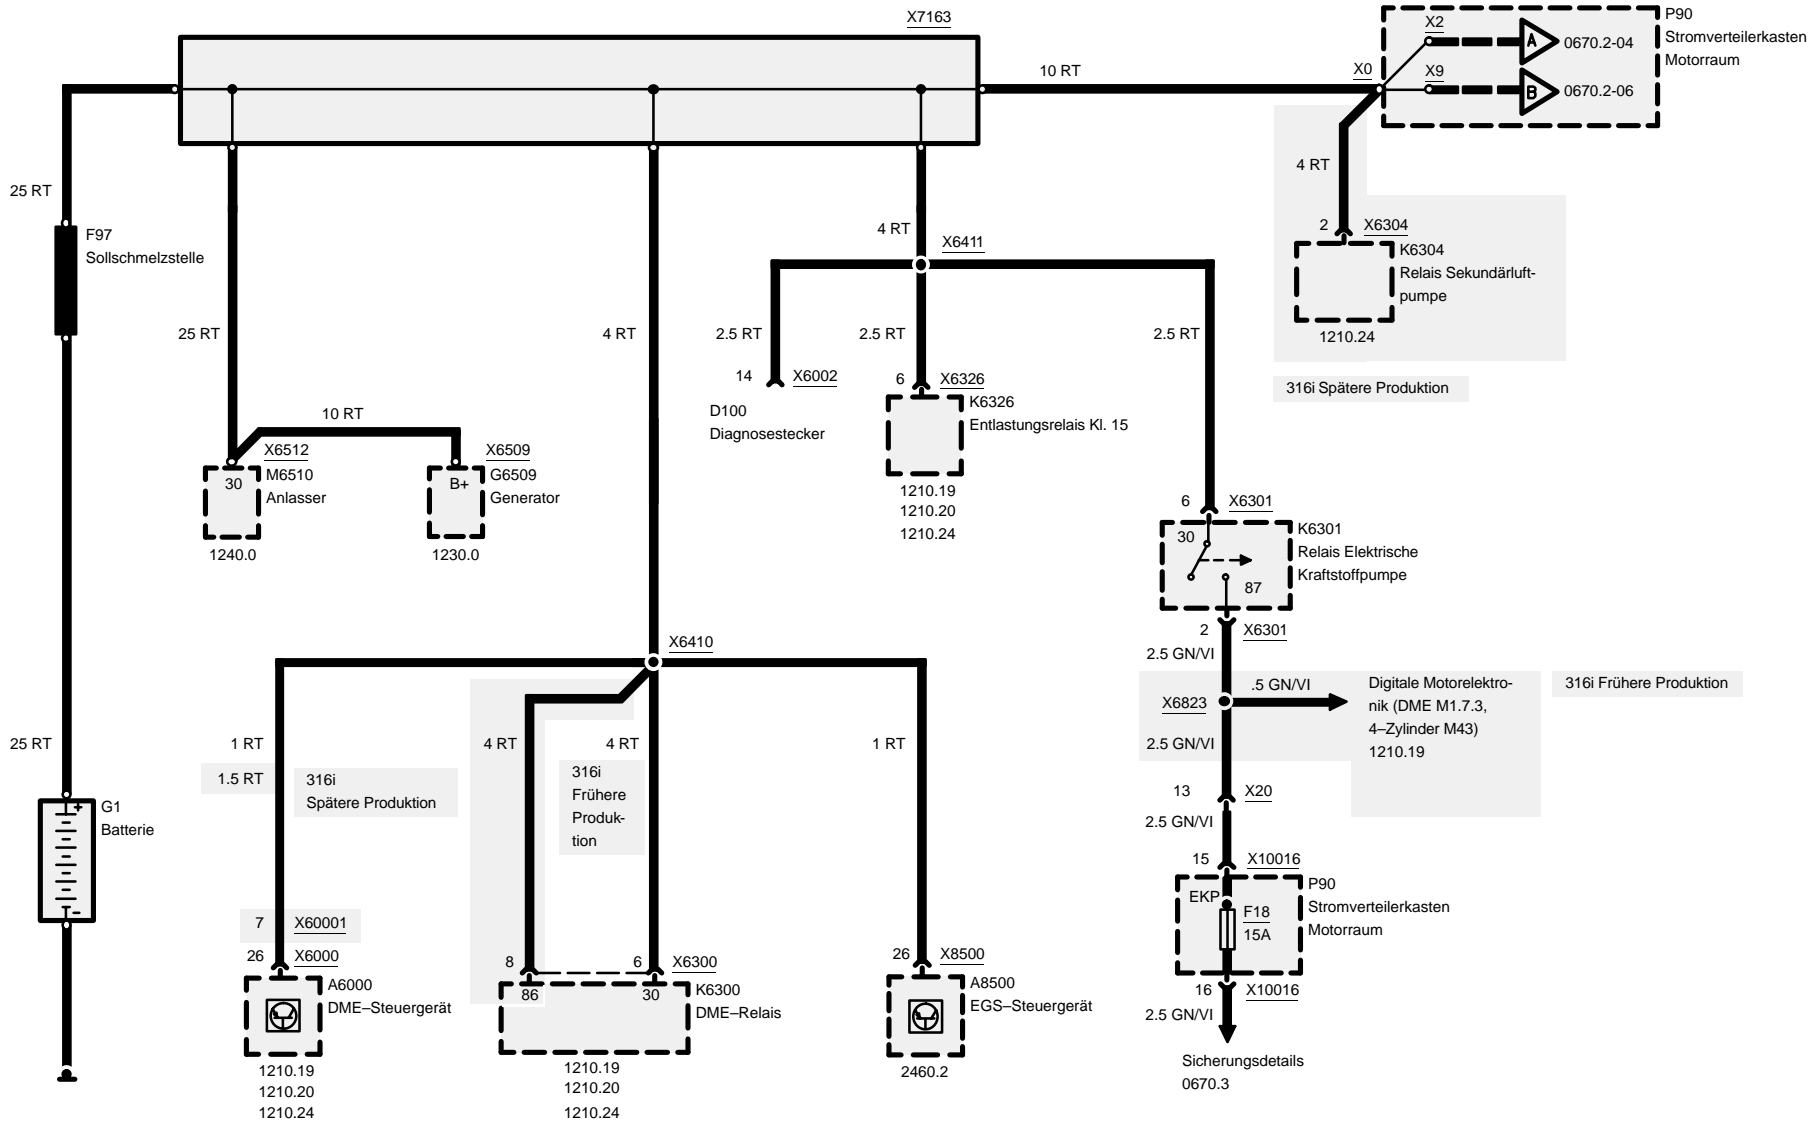 X7163
P90
Stromverteilerkasten
Motorraum
X2
A
0670.2-04
10 RT
X0
X9
B
0670.2-06
4 RT
25 RT
2
X6304
K6304
Relais Sekundärluft-
pumpe
1210.24
316i Spätere Produktion
F97
Sollschmelzstelle
4 RT
X6411
25 RT
4 RT
2.5 RT
2.5 RT
2.5 RT
14
X6002
D100
Diagnosestecker
6
X6326
K6326
Entlastungsrelais Kl. 15
1210.19
1210.20
1210.24
10 RT
X6512
M6510
Anlasser
30
1240.0
X6509
G6509
Generator
B+
1230.0
6
X6301
K6301
Relais Elektrische
Kraftstoffpumpe
30
87
2
X6301
2.5 GN/VI
X6410
.5 GN/VI
X6823
2.5 GN/VI
Digitale Motorelektro-
nik (DME M1.7.3,
4–Zylinder M43)
1210.19
316i Frühere Produktion
25 RT
1 RT
1.5 RT
316i
Spätere Produktion
4 RT
4 RT
316i
Frühere
Produk-
tion
1 RT
13
X20
2.5 GN/VI
+
G1
Batterie
-
15
X10016
EKP
F18
15A
P90
Stromverteilerkasten
Motorraum
16
X10016
2.5 GN/VI
Sicherungsdetails
0670.3
7
X60001
26
X6000
A6000
DME–Steuergerät
1210.19
1210.20
1210.24
8
6
X6300
86
30
K6300
DME–Relais
1210.19
1210.20
1210.24
26
X8500
A8500
EGS–Steuergerät
2460.2